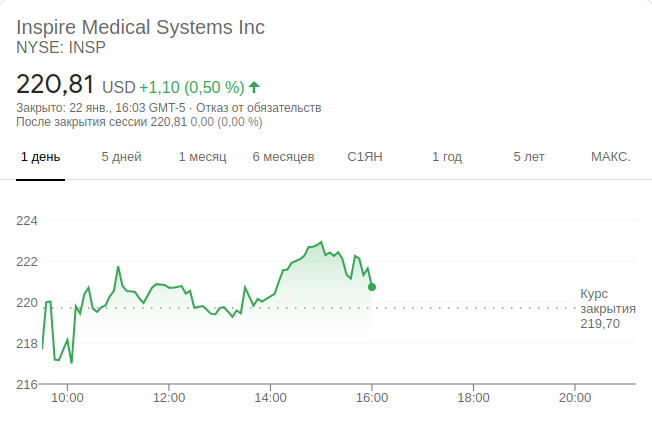 Inspire Medical Systems Inc
NYSE: INSP
220,81 USD +1,10 (0,50 %)
Закрыто: 22 янв., 16:03 GMT-5 · Отказ от обязательств
После закрытия сессии 220,81 0,00 (0,00 %)
1 день 5 дней 1 месяц 6 месяцев С1ЯН 1 год 5 лет МАКС.
224
222
220
218
216
Курс
закрытия
219,70
10:00 12:00 14:00 16:00 18:00 20:00